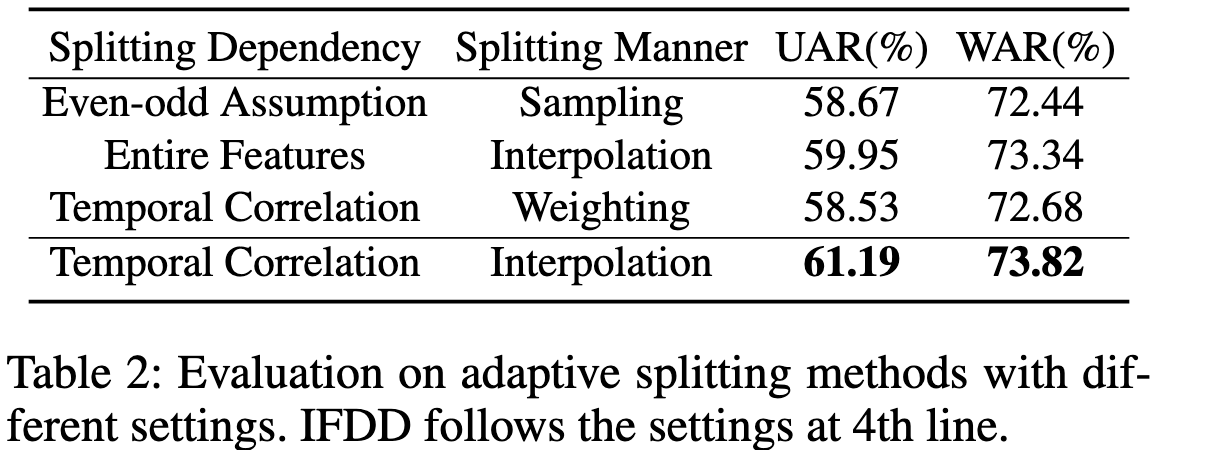 Splitting Dependency Splitting Manner UAR(%) WAR(%)
Even-odd Assumption Sampling 58.67 72.44
Entire Features Interpolation 59.95 73.34
Temporal Correlation Weighting 58.53 72.68
Temporal Correlation Interpolation 61.19 73.82
Table 2: Evaluation on adaptive splitting methods with dif-
ferent settings. IFDD follows the settings at 4th line.